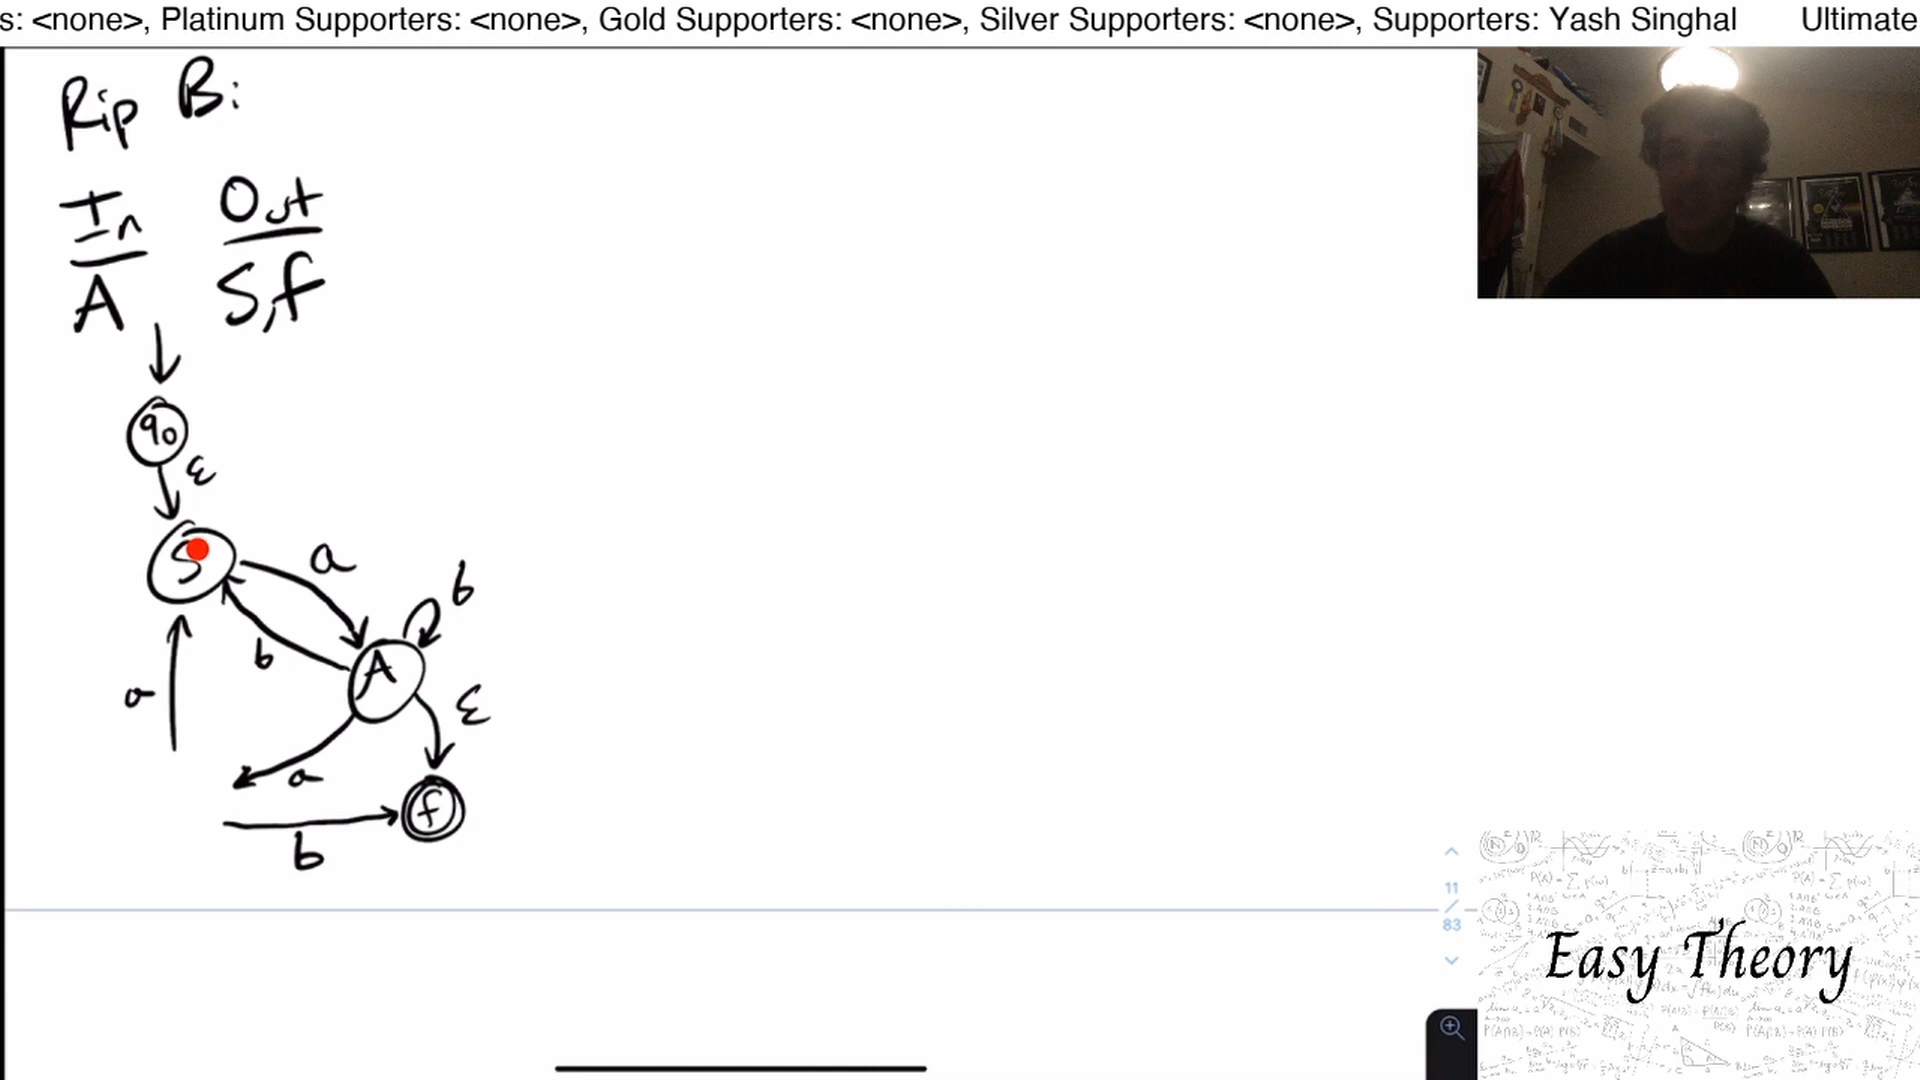 s: <none>, Platinum Supporters: <none>, Gold Supporters: <none>, Silver Supporters: <none>, Supporters: Yash Singhal Ultimate
Rip B:
In Out
A S,f
q0
ε
S
a
b
b
A
a
ε
a
f
b
11
83
Easy Theory